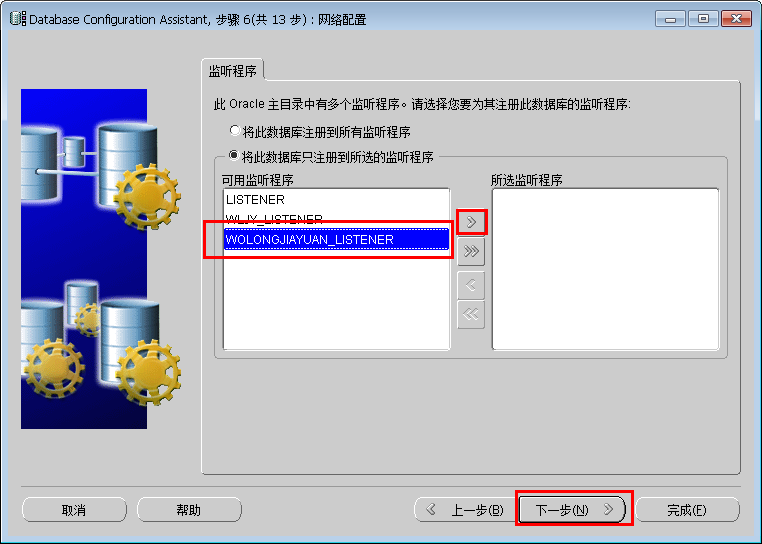 Database Configuration Assistant, 步骤 6(共 13 步) : 网络配置
监听程序
此 Oracle 主目录中有多个监听程序。请选择您要为其注册此数据库的监听程序:
将此数据库注册到所有监听程序
将此数据库只注册到所选的监听程序
可用监听程序 所选监听程序
LISTENER
WLJY_LISTENER
WOLONGJIAYUAN_LISTENER
取消 帮助 上一步(B) 下一步(N) 完成(F)